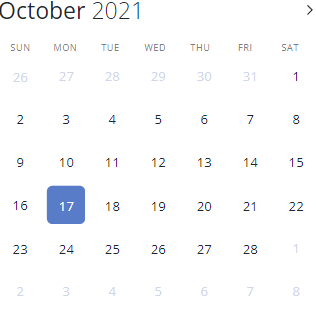 October 2021 >
SUN MON TUE WED THU FRI SAT
26 27 28 29 30 31 1
2 3 4 5 6 7 8
9 10 11 12 13 14 15
16 17 18 19 20 21 22
23 24 25 26 27 28 1
2 3 4 5 6 7 8